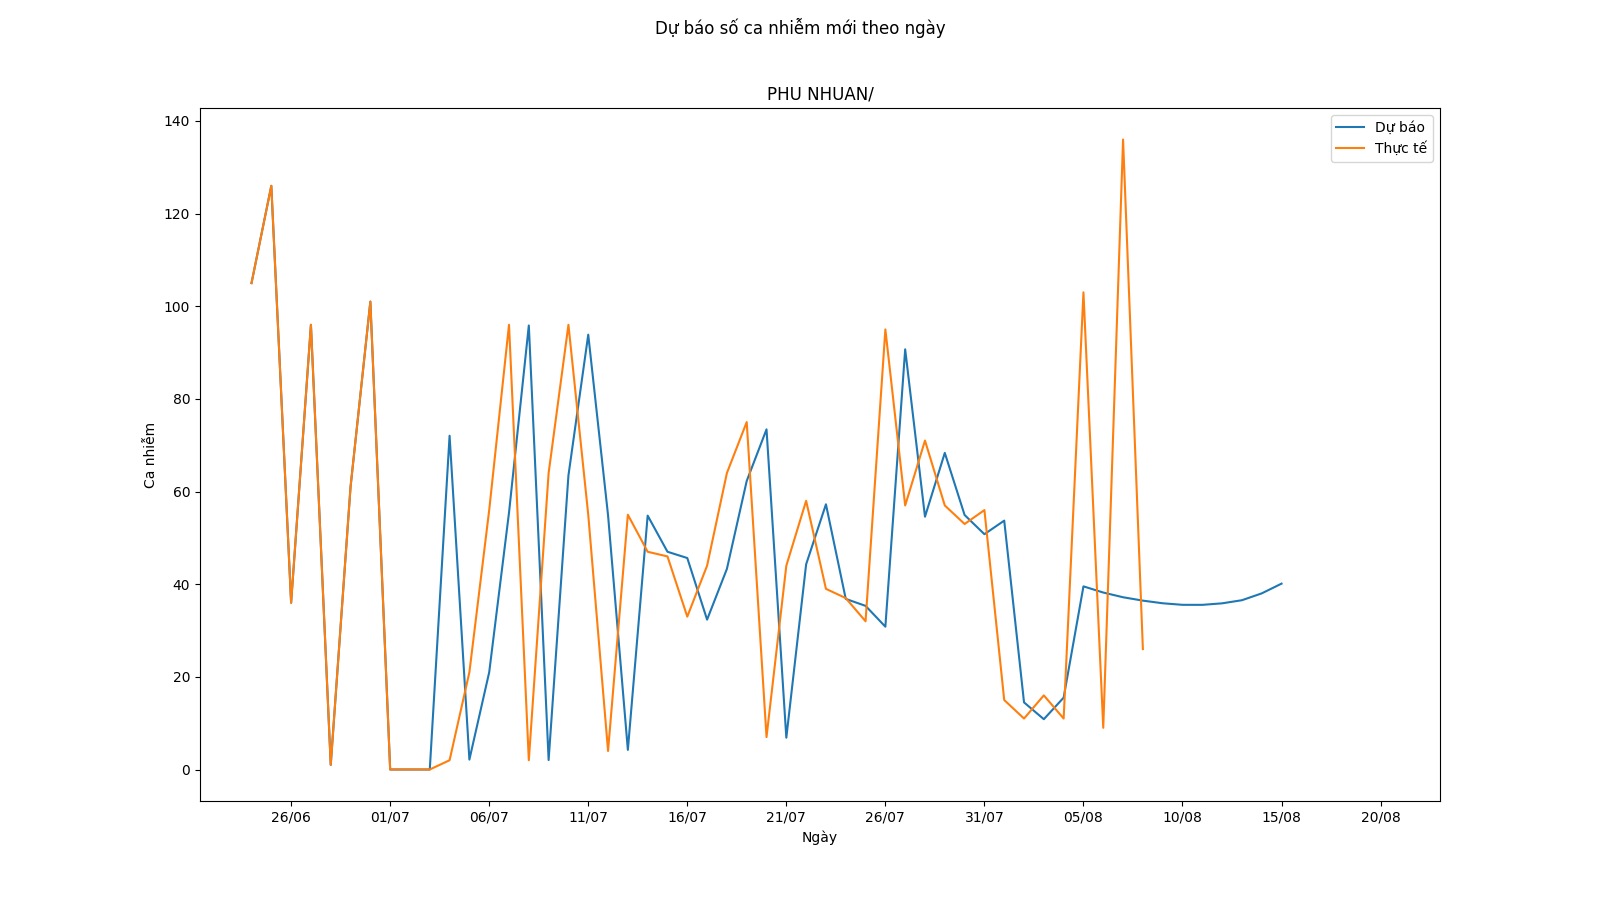 Dự báo số ca nhiễm mới theo ngày
PHU NHUAN/
Dự báo
Thực tế
140
120
100
80
60
40
20
0
Ca nhiễm
26/06 01/07 06/07 11/07 16/07 21/07 26/07 31/07 05/08 10/08 15/08 20/08
Ngày